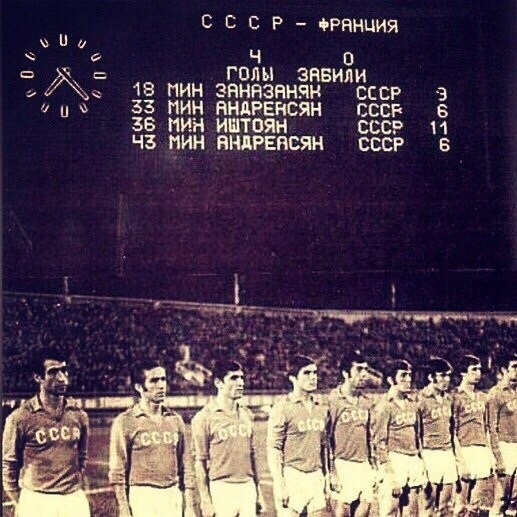 С С С Р - ФРАНЦИЯ
4 0
ГОЛЫ ЗАБИЛИ
18 МИН ЗАНАЗАНЯН СССР 9
33 МИН АНДРЕАСЯН СССР 6
36 МИН ИШТОЯН СССР 11
43 МИН АНДРЕАСЯН СССР 6
СССР СССР СССР СССР СССР СССР СССР